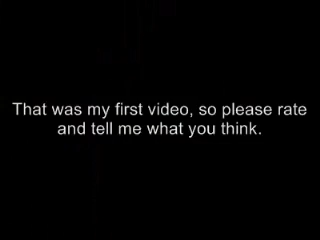 That was my first video, so please rate
and tell me what you think.